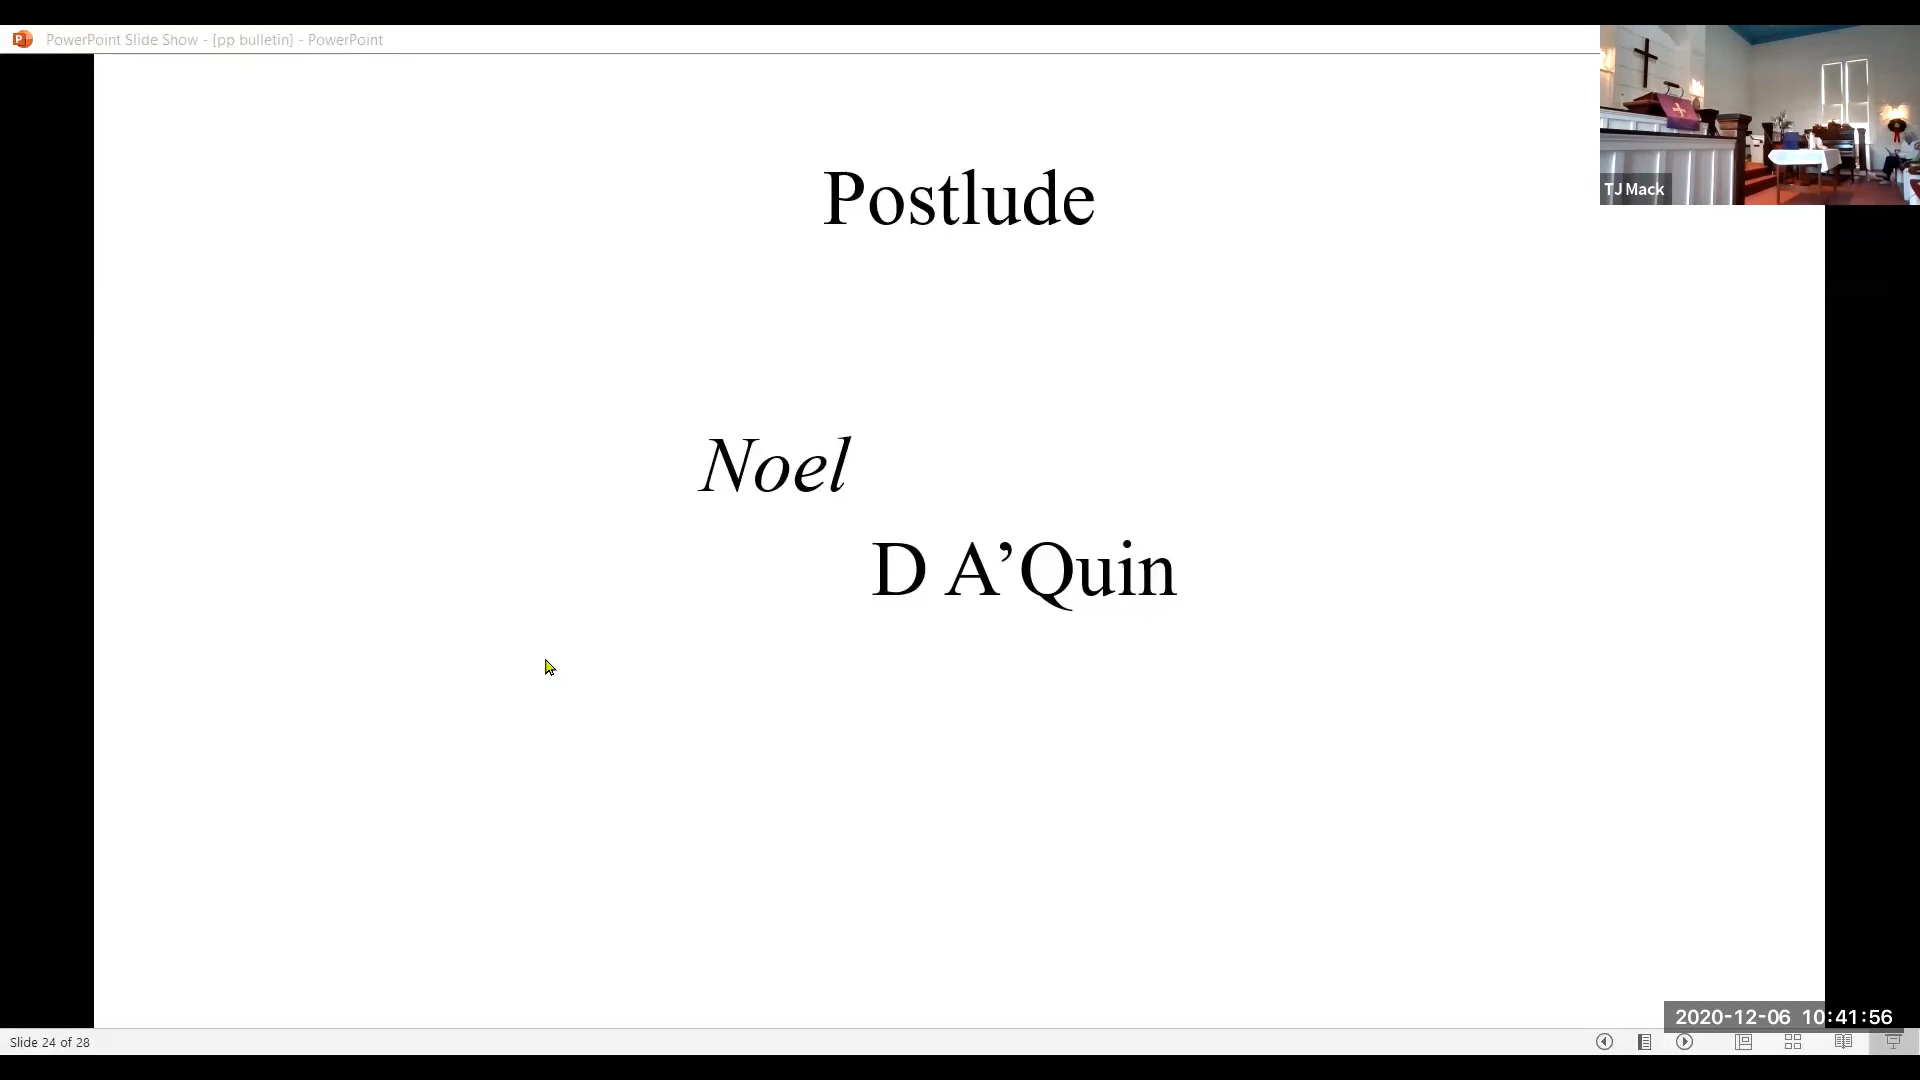 PowerPoint Slide Show - [pp bulletin] - PowerPoint
TJ Mack
Postlude
Noel
D A’Quin
2020-12-06 10:41:56
Slide 24 of 28